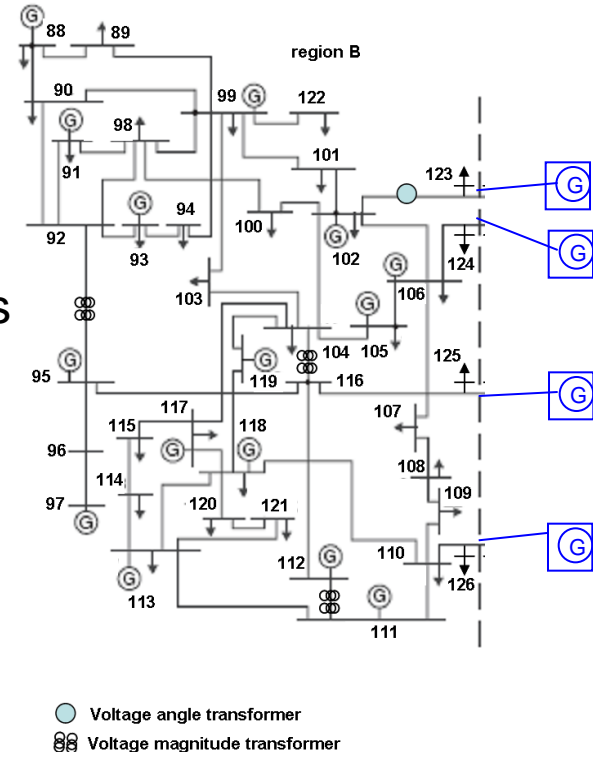 G
88
89
region B
90
99
G
122
G
98
91
101
123
G
G
94
100
G
102
G
92
93
124
G
103
G
106
G
s
104
105
G
119
116
125
G
95
G
117
118
107
115
G
G
96
108
114
109
97
120
121
G
112
G
110
G
126
G
G
113
111
Voltage angle transformer
Voltage magnitude transformer